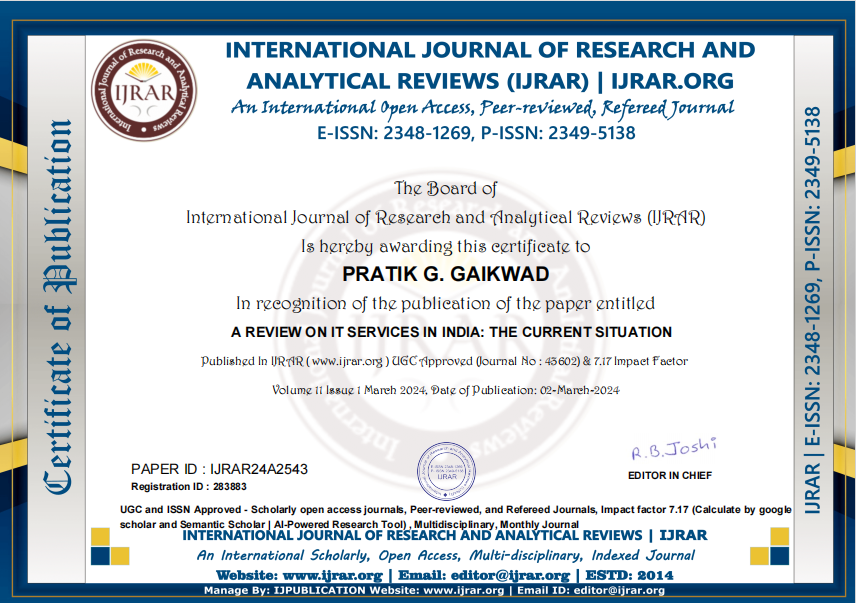 INTERNATIONAL JOURNAL OF RESEARCH AND
ANALYTICAL REVIEWS (IJRAR) | IJRAR.ORG
An International Open Access, Peer-reviewed, Refereed Journal
E-ISSN: 2348-1269, P-ISSN: 2349-5138
International Journal of Research and Analytical Reviews
IJRAR
Certificate of Publication
The Board of
International Journal of Research and Analytical Reviews (IJRAR)
Is hereby awarding this certificate to
PRATIK G. GAIKWAD
In recognition of the publication of the paper entitled
A REVIEW ON IT SERVICES IN INDIA: THE CURRENT SITUATION
Published In IJRAR ( www.ijrar.org ) UGC Approved (Journal No : 43602) & 7.17 Impact Factor
Volume 11 Issue 1 March 2024, Date of Publication: 02-March-2024
PAPER ID : IJRAR24A2543
Registration ID : 283883
IJRAR
R.B.Joshi
EDITOR IN CHIEF
UGC and ISSN Approved - Scholarly open access journals, Peer-reviewed, and Refereed Journals, Impact factor 7.17 (Calculate by google
scholar and Semantic Scholar | AI-Powered Research Tool) , Multidisciplinary, Monthly Journal
INTERNATIONAL JOURNAL OF RESEARCH AND ANALYTICAL REVIEWS | IJRAR
An International Scholarly, Open Access, Multi-disciplinary, Indexed Journal
Website: www.ijrar.org | Email: editor@ijrar.org | ESTD: 2014
Manage By: IJPUBLICATION Website: www.ijrar.org | Email ID: editor@ijrar.org
IJRAR | E-ISSN: 2348-1269, P-ISSN: 2349-5138